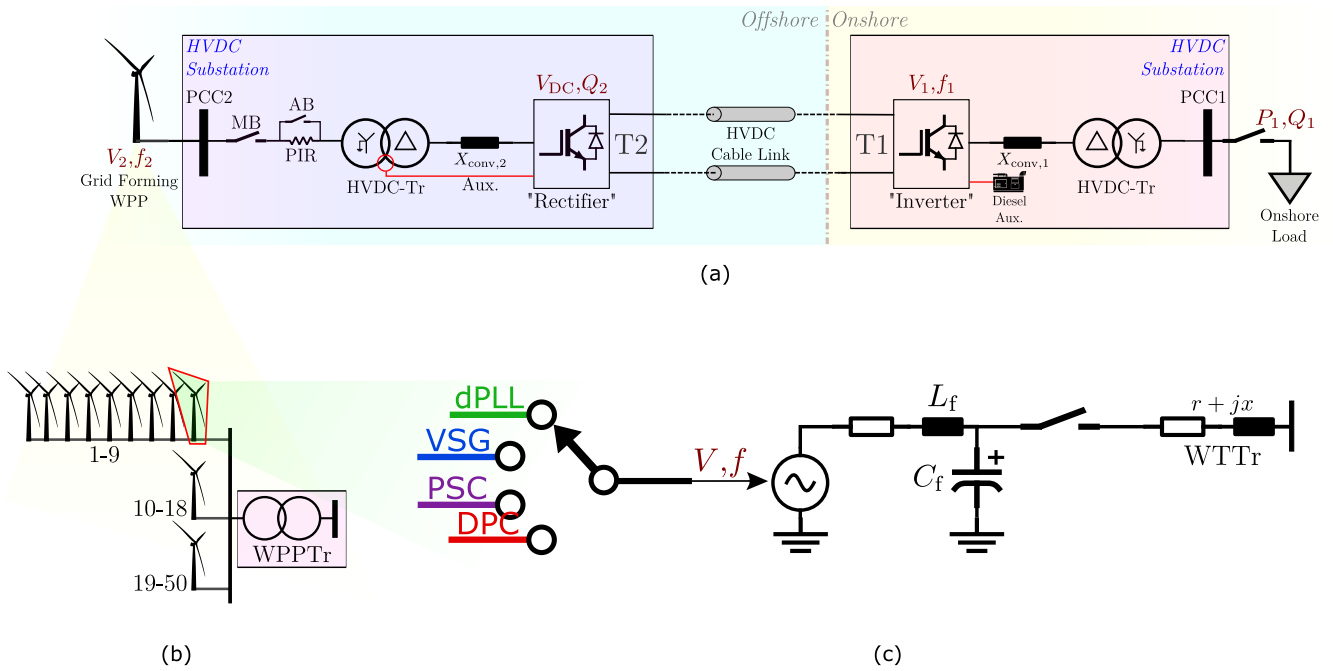 Offshore Onshore
HVDC
Substation
PCC2
MB
AB
PIR
HVDC-Tr
X_conv,2
Aux.
V_DC,Q_2
T2
"Rectifier"
V_2,f_2
Grid Forming
WPP
HVDC
Cable Link
V_1,f_1
T1
"Inverter"
X_conv,1
Diesel
Aux.
HVDC-Tr
HVDC
Substation
PCC1
P_1,Q_1
Onshore
Load
(a)
1-9
10-18
19-50
WPPTr
(b)
dPLL
VSG
PSC
DPC
V,f
L_f
C_f
+
r + jx
WTTr
(c)